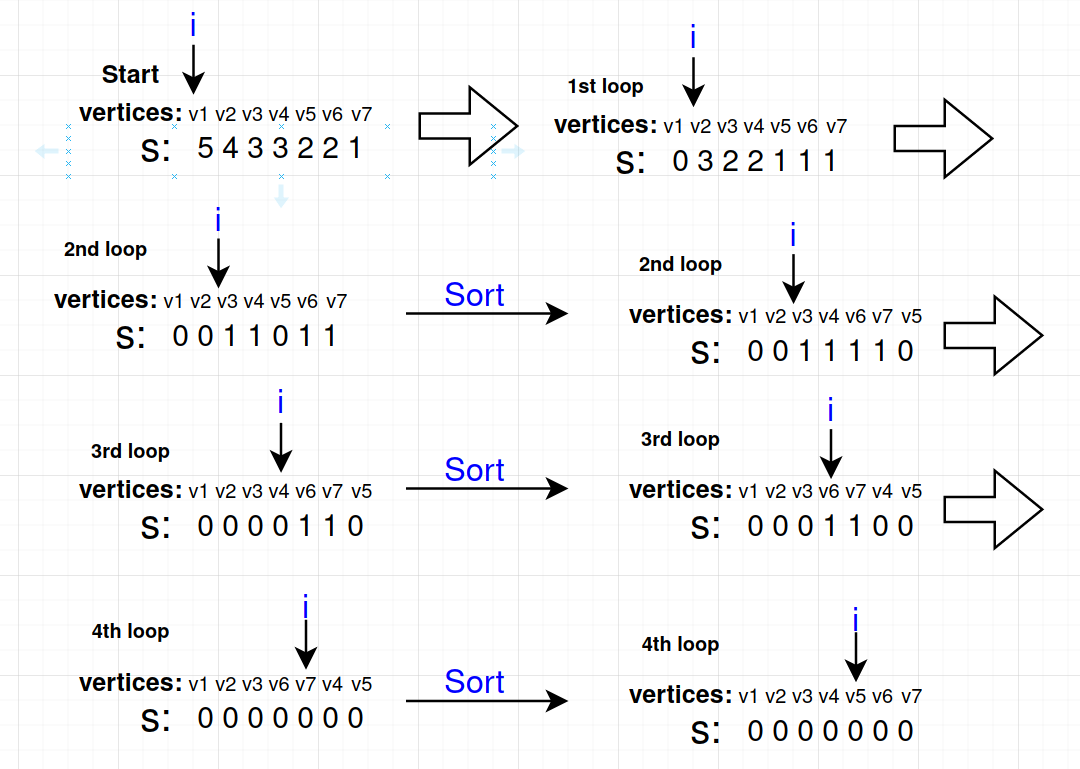 i
Start
vertices: v1 v2 v3 v4 v5 v6 v7
s: 5 4 3 3 2 2 1
i
1st loop
vertices: v1 v2 v3 v4 v5 v6 v7
s: 0 3 2 2 1 1 1
i
2nd loop
vertices: v1 v2 v3 v4 v5 v6 v7
s: 0 0 1 1 0 1 1
Sort
i
2nd loop
vertices: v1 v2 v3 v4 v6 v7 v5
s: 0 0 1 1 1 1 0
i
3rd loop
vertices: v1 v2 v3 v4 v6 v7 v5
s: 0 0 0 0 1 1 0
Sort
i
3rd loop
vertices: v1 v2 v3 v6 v7 v4 v5
s: 0 0 0 1 1 0 0
i
4th loop
vertices: v1 v2 v3 v6 v7 v4 v5
s: 0 0 0 0 0 0 0
Sort
i
4th loop
vertices: v1 v2 v3 v4 v5 v6 v7
s: 0 0 0 0 0 0 0